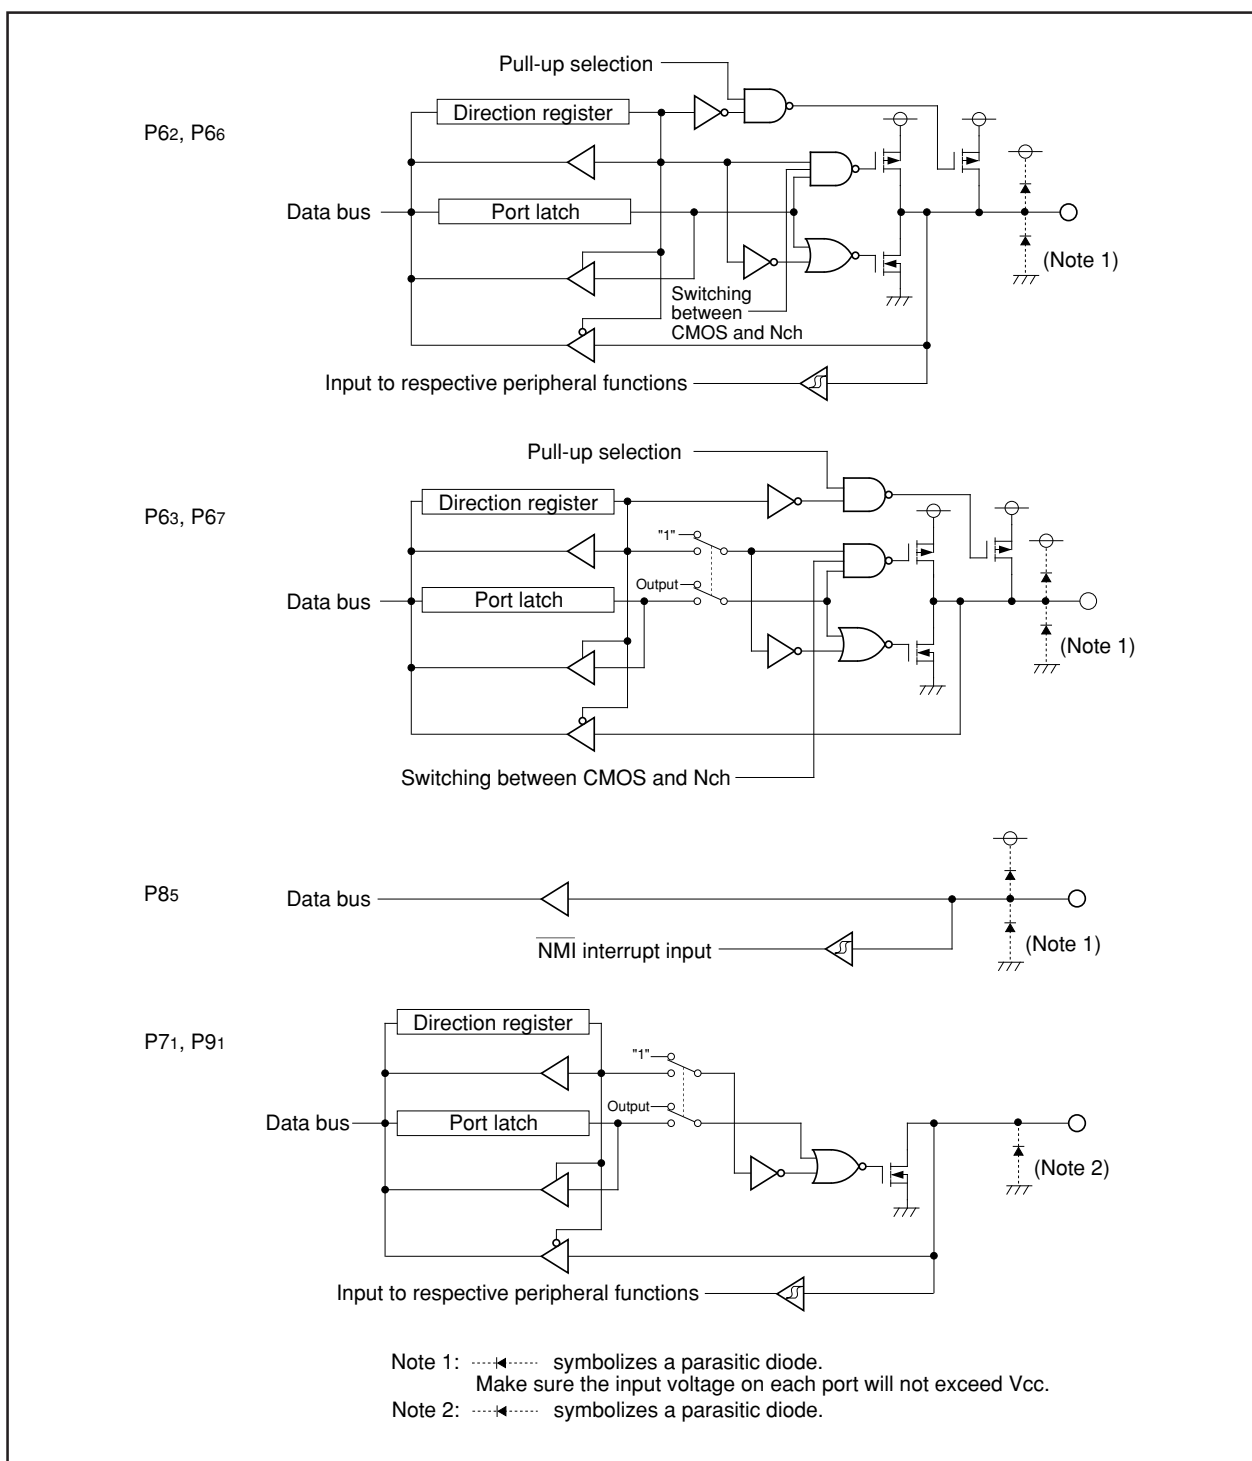 Pull-up selection
Direction register
P62, P66
Data bus
Port latch
(Note 1)
Switching
between
CMOS and Nch
Input to respective peripheral functions
Pull-up selection
Direction register
P63, P67
"1"
Output
Data bus
Port latch
(Note 1)
Switching between CMOS and Nch
P85
Data bus
(Note 1)
NMI interrupt input
Direction register
P71, P91
"1"
Output
Data bus
Port latch
(Note 2)
Input to respective peripheral functions
Note 1: symbolizes a parasitic diode.
Make sure the input voltage on each port will not exceed Vcc.
Note 2: symbolizes a parasitic diode.